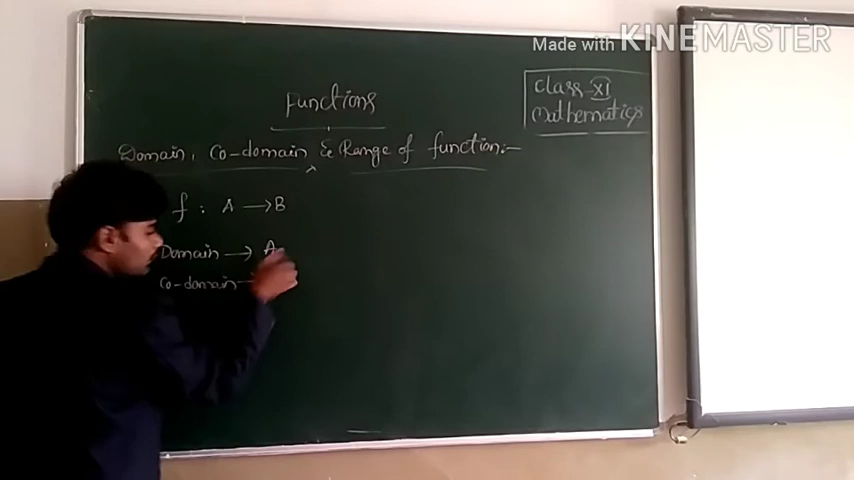 Made with KINEMASTER
Class XI
Mathematics
Functions
Domain, Co-domain & Range of function:-
f : A → B
Domain → A
Co-domain →